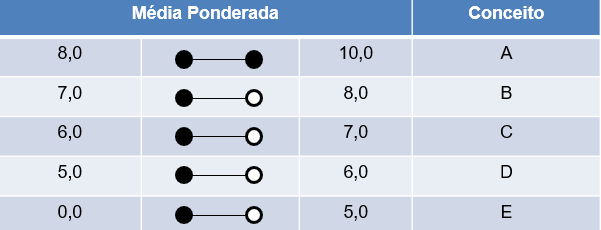 Média Ponderada Conceito
8,0 10,0 A
7,0 8,0 B
6,0 7,0 C
5,0 6,0 D
0,0 5,0 E